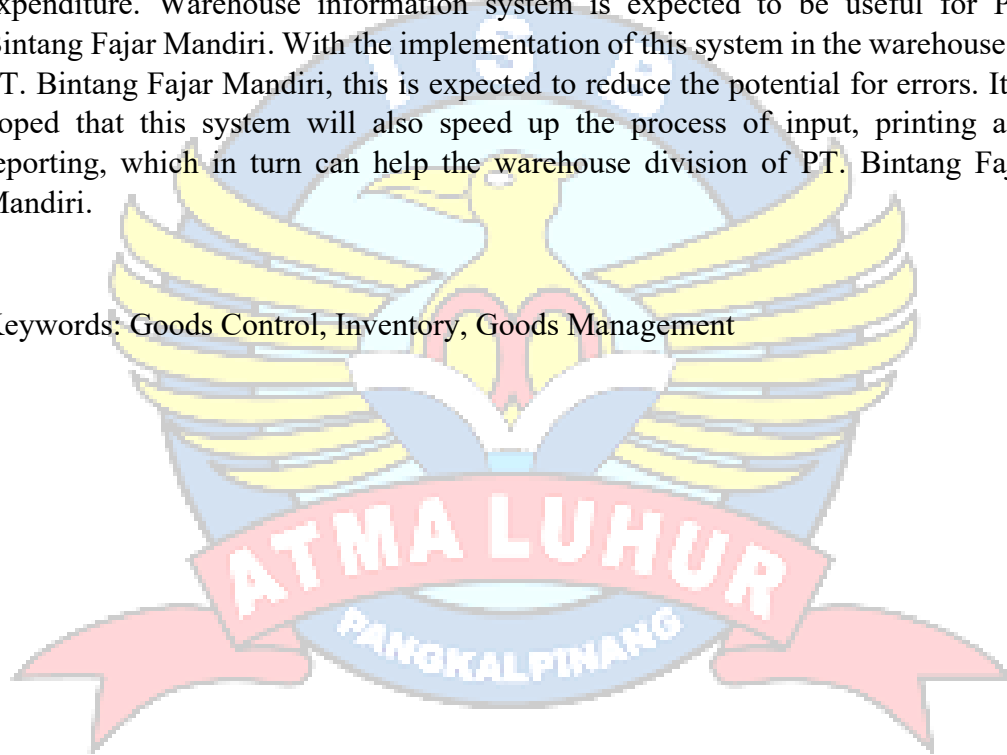 xpenditure. Warehouse information system is expected to be useful for P
intang Fajar Mandiri. With the implementation of this system in the warehouse
T. Bintang Fajar Mandiri, this is expected to reduce the potential for errors. It
oped that this system will also speed up the process of input, printing a
eporting, which in turn can help the warehouse division of PT. Bintang Faj
Mandiri.
Keywords: Goods Control, Inventory, Goods Management
I S B
ATMA LUHUR
PANGKALPINANG